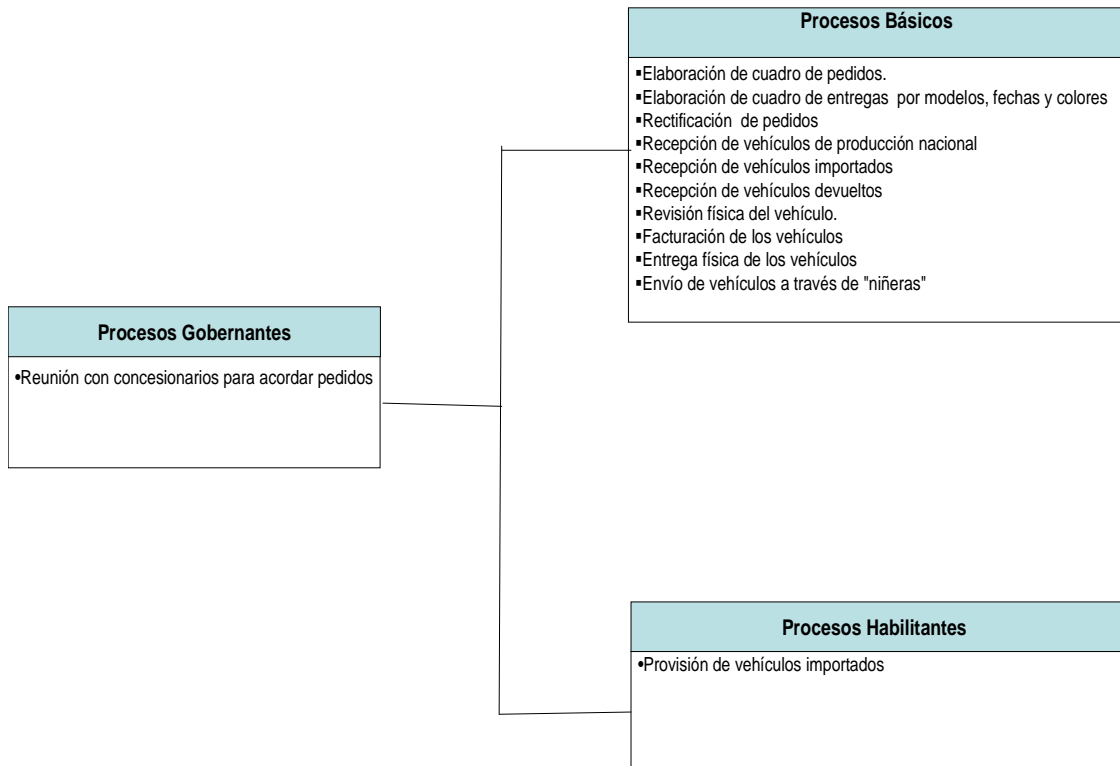 Procesos Básicos
▪Elaboración de cuadro de pedidos.
▪Elaboración de cuadro de entregas por modelos, fechas y colores
▪Rectificación de pedidos
▪Recepción de vehículos de producción nacional
▪Recepción de vehículos importados
▪Recepción de vehículos devueltos
▪Revisión física del vehículo.
▪Facturación de los vehículos
▪Entrega física de los vehículos
▪Envío de vehículos a través de "niñeras"
Procesos Gobernantes
•Reunión con concesionarios para acordar pedidos
Procesos Habilitantes
•Provisión de vehículos importados